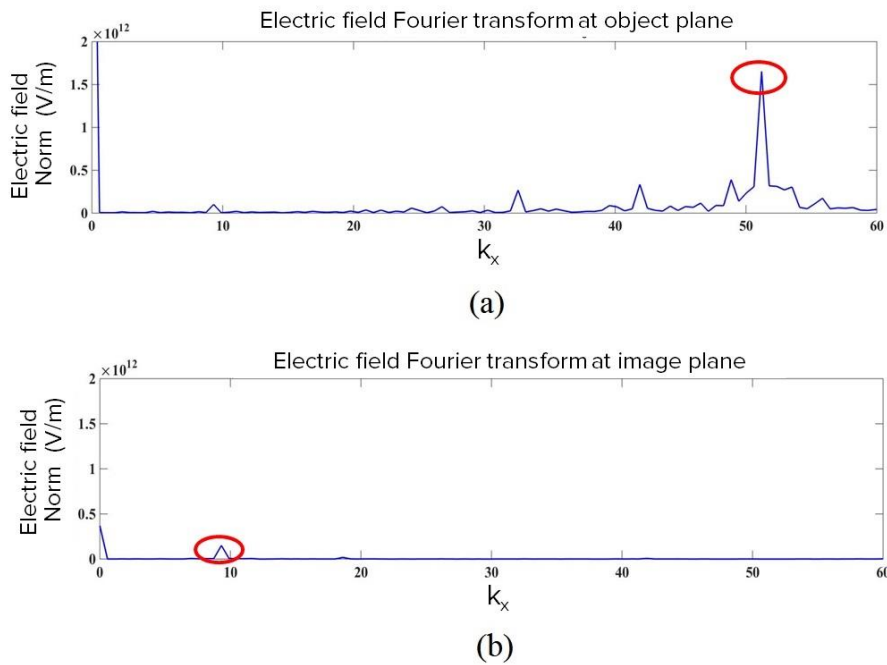 Electric field Fourier transform at object plane
×10¹²
Electric field
Norm (V/m)
2
1.5
1
0.5
0
0 10 20 30 40 50 60
kₓ
(a)
Electric field Fourier transform at image plane
×10¹²
Electric field
Norm (V/m)
2
1.5
1
0.5
0
0 10 20 30 40 50 60
kₓ
(b)